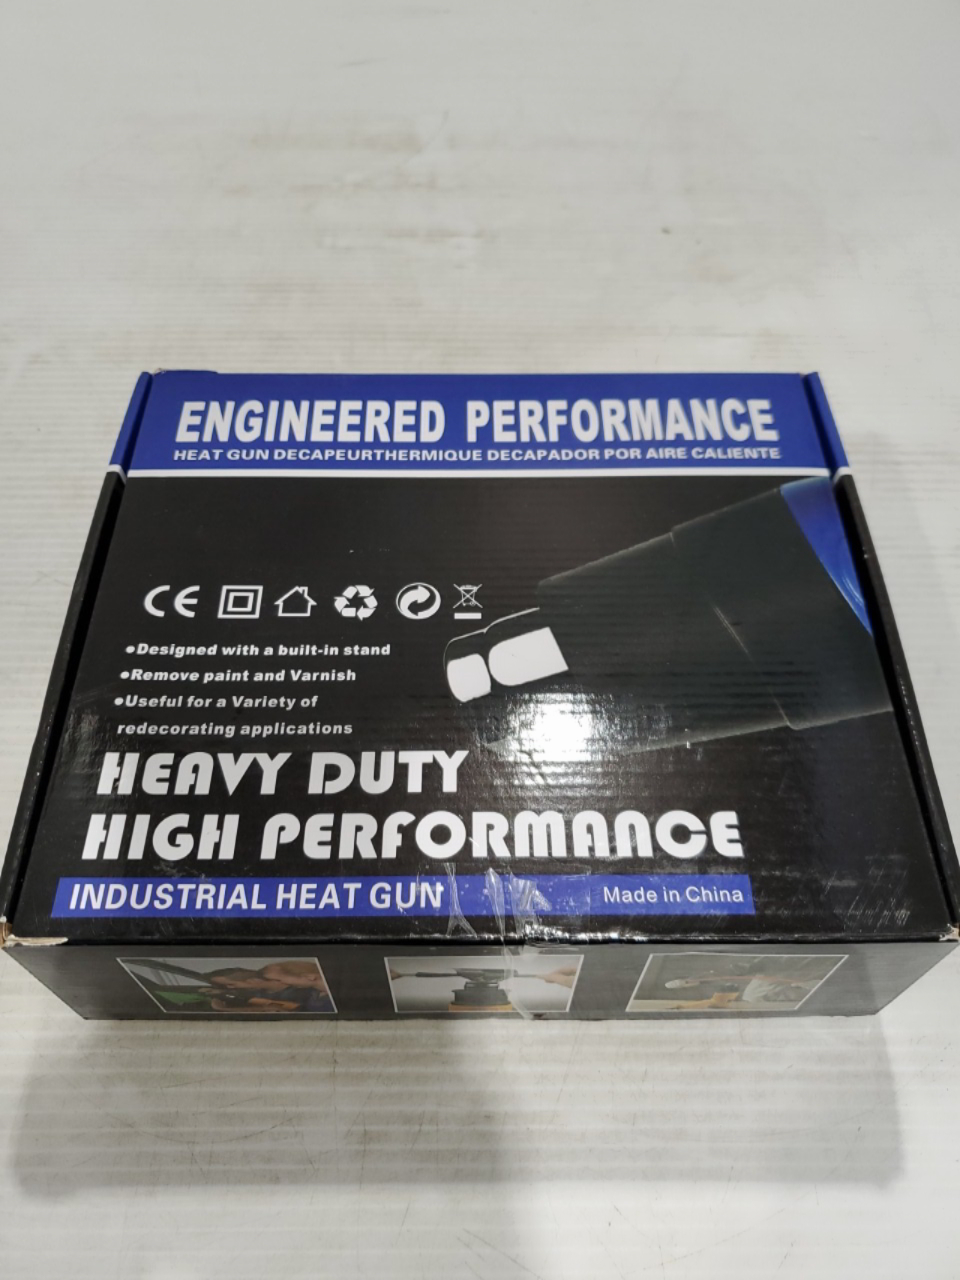 ENGINEERED PERFORMANCE
HEAT GUN DECAPEURTHERMIQUE DECAPADOR POR AIRE CALIENTE
CE
•Designed with a built-in stand
•Remove paint and Varnish
•Useful for a Variety of
redecorating applications
HEAVY DUTY
HIGH PERFORMANCE
INDUSTRIAL HEAT GUN Made in China